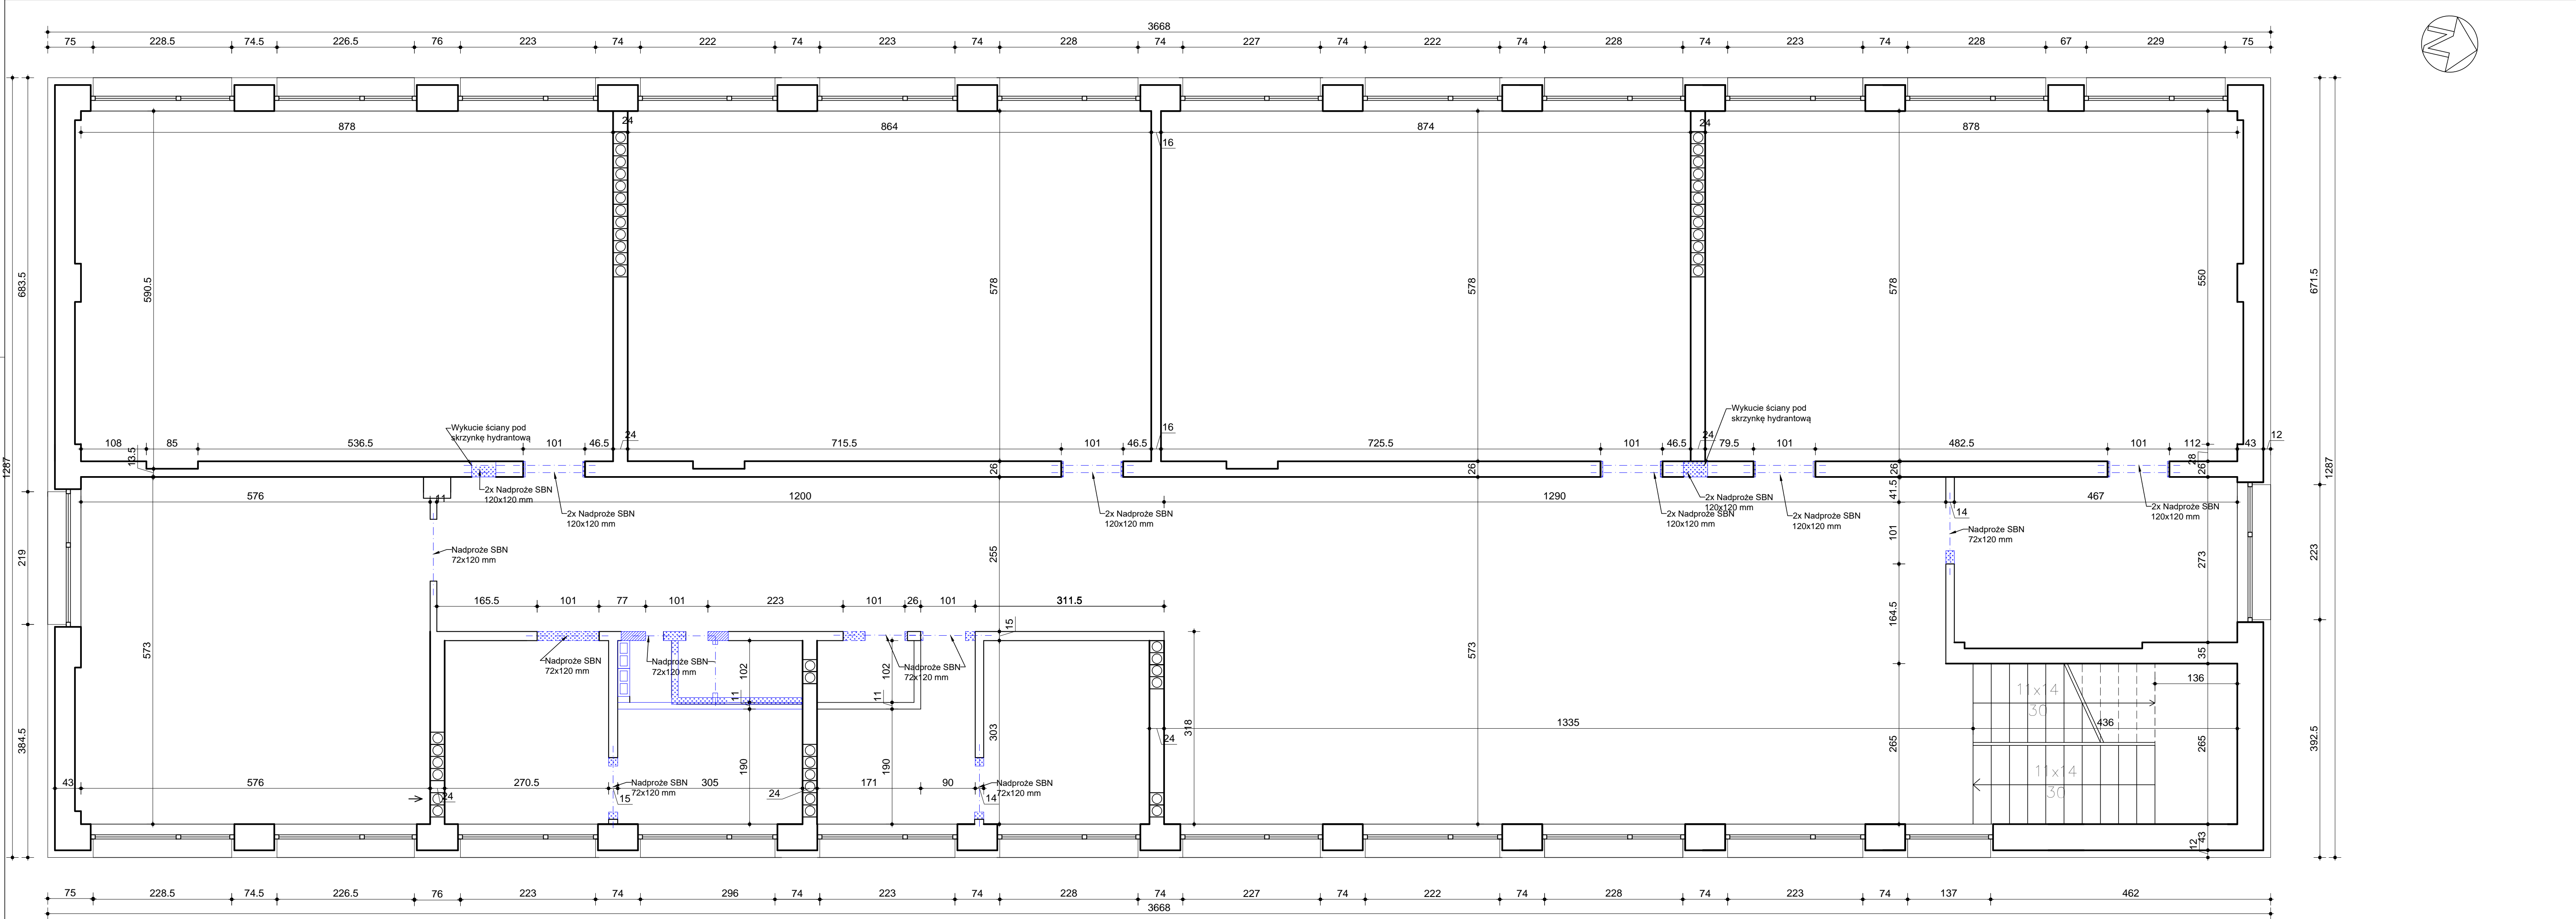 3668
75 228.5 74.5 226.5 76 223 74 222 74 223 74 228 74 227 74 222 74 228 74 223 74 228 67 229 75
N
878 24 864 16 874 24 878
1287
683.5
219
384.5
590.5
578
578
578
550
671.5
223
392.5
1287
Wykucie ściany pod
skrzynkę hydrantową
Wykucie ściany pod
skrzynkę hydrantową
108 85 536.5 101 46.5 24 715.5 101 46.5 16 725.5 101 46.5 24 79.5 101 482.5 101 112 43 12
13.5
26
26
26
28
26
2x Nadproże SBN
120x120 mm
2x Nadproże SBN
120x120 mm
2x Nadproże SBN
120x120 mm
2x Nadproże SBN
120x120 mm
2x Nadproże SBN
120x120 mm
2x Nadproże SBN
120x120 mm
2x Nadproże SBN
120x120 mm
576 11 1200 1290 14 467
41.5
101
164.5
265
Nadproże SBN
72x120 mm
Nadproże SBN
72x120 mm
573
255
573
273
35
265
165.5 101 77 101 223 101 26 101 311.5
15
Nadproże SBN
72x120 mm
Nadproże SBN
72x120 mm
Nadproże SBN
72x120 mm
102
11
190
102
11
190
303
318
24
1335
136
436
11x14
30
11x14
30
43 576 24 270.5 15 305 24 171 90 14
Nadproże SBN
72x120 mm
Nadproże SBN
72x120 mm
43
12
75 228.5 74.5 226.5 76 223 74 296 74 223 74 228 74 227 74 222 74 228 74 223 74 137 462
3668